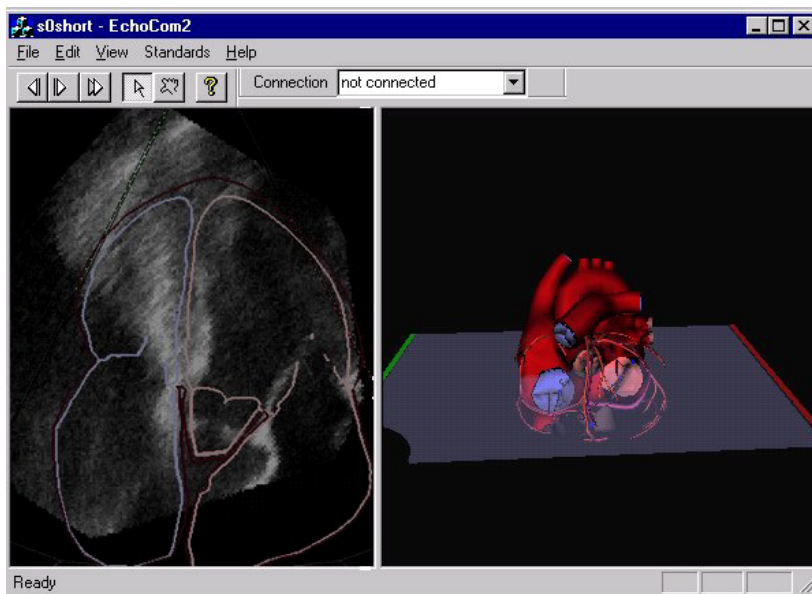 s0short - EchoCom2
File Edit View Standards Help
Connection not connected
Ready